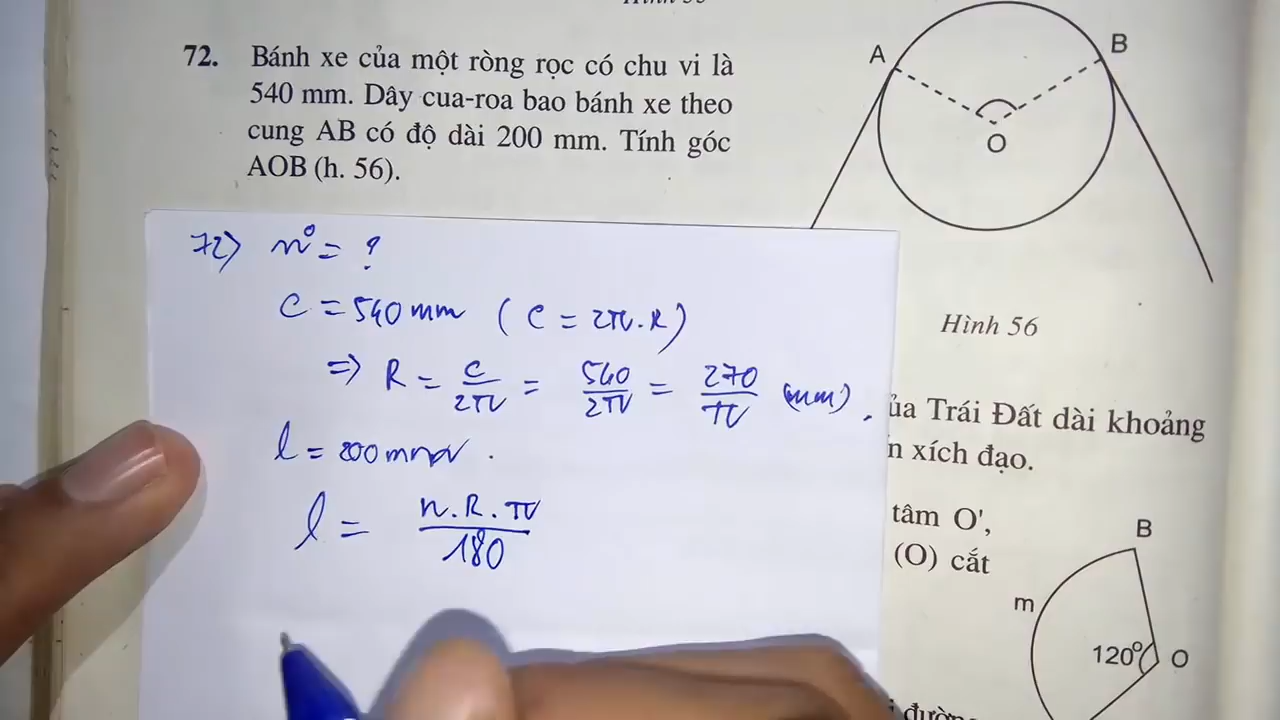 72. Bánh xe của một ròng rọc có chu vi là
540 mm. Dây cua-roa bao bánh xe theo
cung AB có độ dài 200 mm. Tính góc
AOB (h. 56).
A
B
O
Hình 56
72) n° = ?
C = 540 mm ( C = 2π.R )
=> R = C/2π = 540/2π = 270/π (mm).
l = 200 mm.
l = n.R.π/180
ủa Trái Đất dài khoảng
n xích đạo.
tâm O',
(O) cắt
B
m
120° O